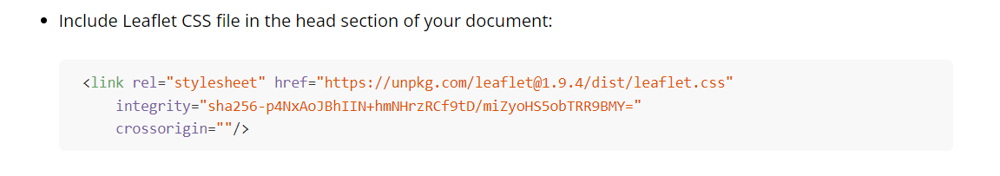 Include Leaflet CSS file in the head section of your document:
<link rel="stylesheet" href="https://unpkg.com/leaflet@1.9.4/dist/leaflet.css"
integrity="sha256-p4NxAoJBhIIN+hmNHrzRCf9tD/miZyoHS5obTRR9BMY="
crossorigin=""/>